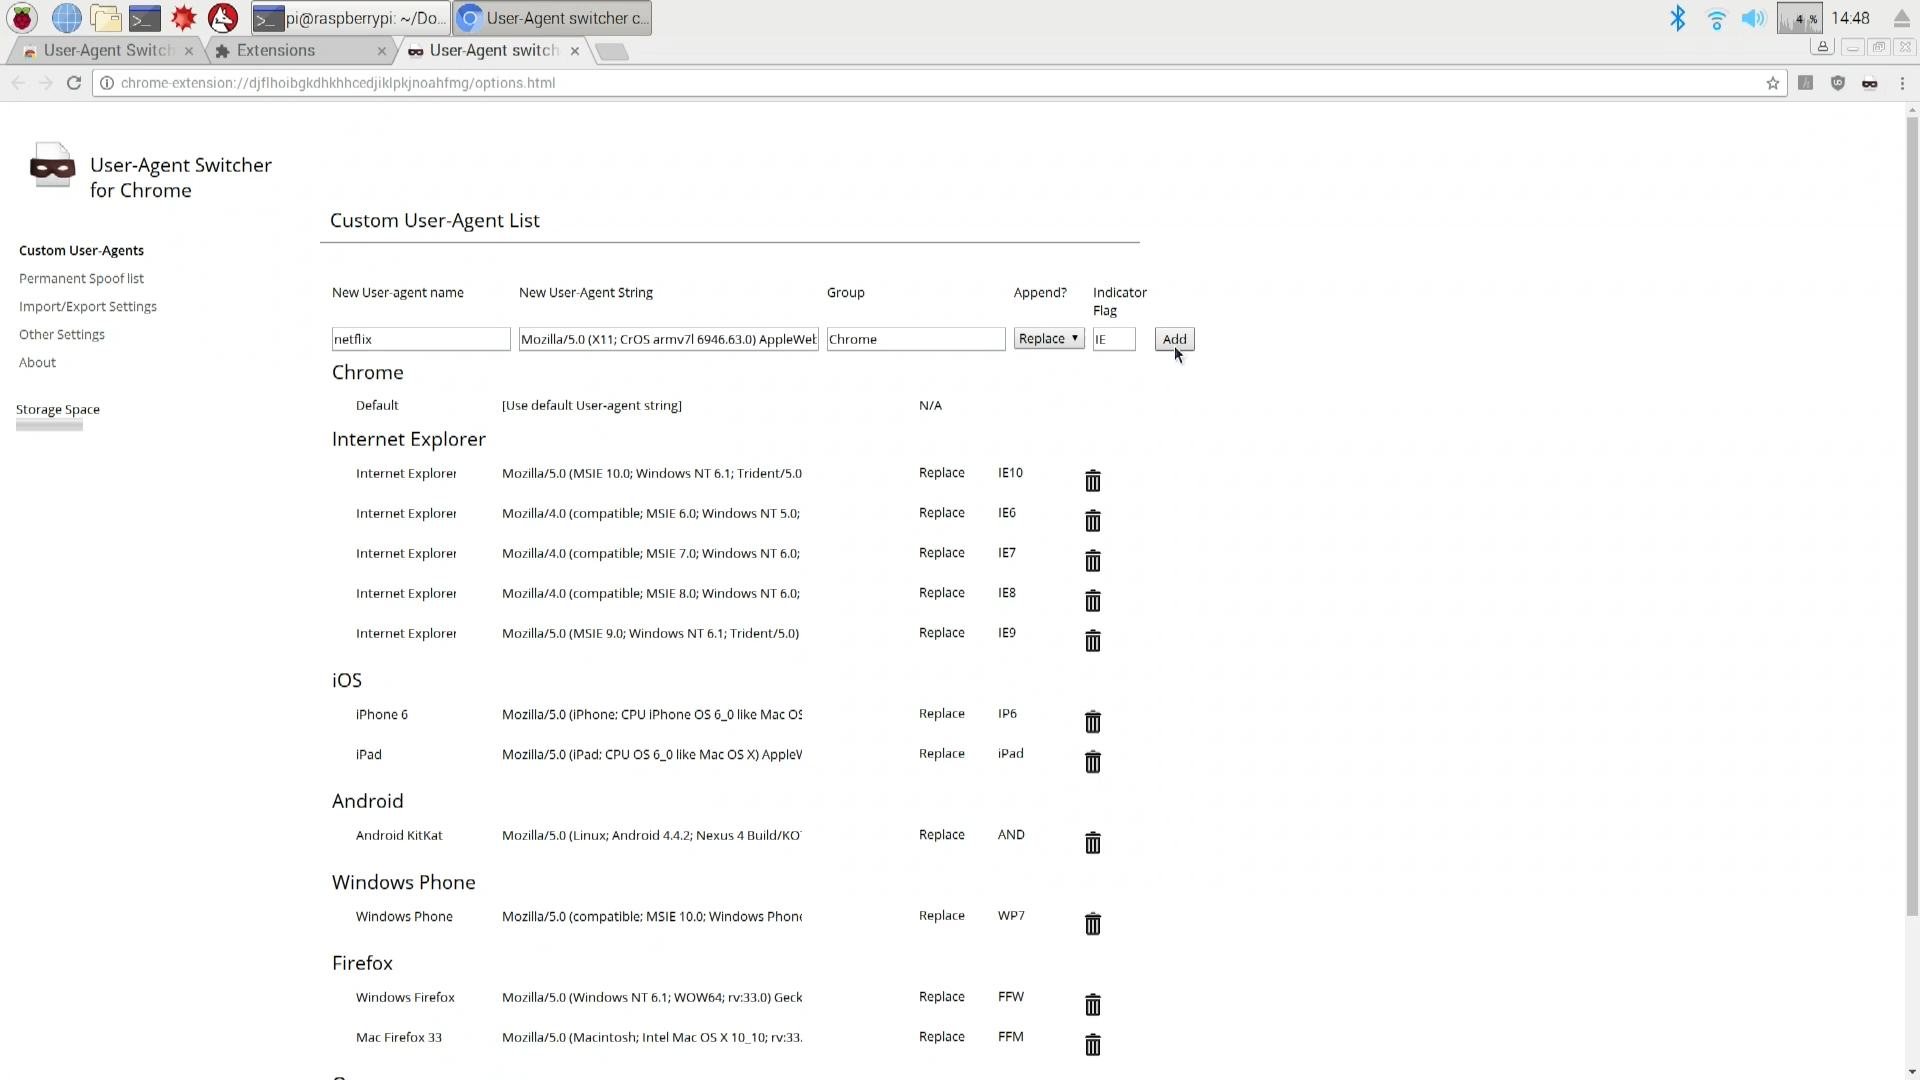 pi@raspberrypi: ~/Do... User-Agent switcher c... 4 % 14:48
User-Agent Switch Extensions User-Agent switch
chrome-extension://djflhoibgkdhkhhcedjiklpkjnoahfmg/options.html
User-Agent Switcher
for Chrome
Custom User-Agents
Permanent Spoof list
Import/Export Settings
Other Settings
About
Storage Space
Custom User-Agent List
New User-agent name New User-Agent String Group Append? Indicator
Flag
netflix Mozilla/5.0 (X11; CrOS armv7l 6946.63.0) AppleWeb Chrome Replace IE Add
Chrome
Default [Use default User-agent string] N/A
Internet Explorer
Internet Explorer Mozilla/5.0 (MSIE 10.0; Windows NT 6.1; Trident/5.0 Replace IE10
Internet Explorer Mozilla/4.0 (compatible; MSIE 6.0; Windows NT 5.0; Replace IE6
Internet Explorer Mozilla/4.0 (compatible; MSIE 7.0; Windows NT 6.0; Replace IE7
Internet Explorer Mozilla/4.0 (compatible; MSIE 8.0; Windows NT 6.0; Replace IE8
Internet Explorer Mozilla/5.0 (MSIE 9.0; Windows NT 6.1; Trident/5.0) Replace IE9
iOS
iPhone 6 Mozilla/5.0 (iPhone; CPU iPhone OS 6_0 like Mac OS Replace IP6
iPad Mozilla/5.0 (iPad; CPU OS 6_0 like Mac OS X) AppleW Replace iPad
Android
Android KitKat Mozilla/5.0 (Linux; Android 4.4.2; Nexus 4 Build/KOT Replace AND
Windows Phone
Windows Phone Mozilla/5.0 (compatible; MSIE 10.0; Windows Phone Replace WP7
Firefox
Windows Firefox Mozilla/5.0 (Windows NT 6.1; WOW64; rv:33.0) Geck Replace FFW
Mac Firefox 33 Mozilla/5.0 (Macintosh; Intel Mac OS X 10_10; rv:33. Replace FFM